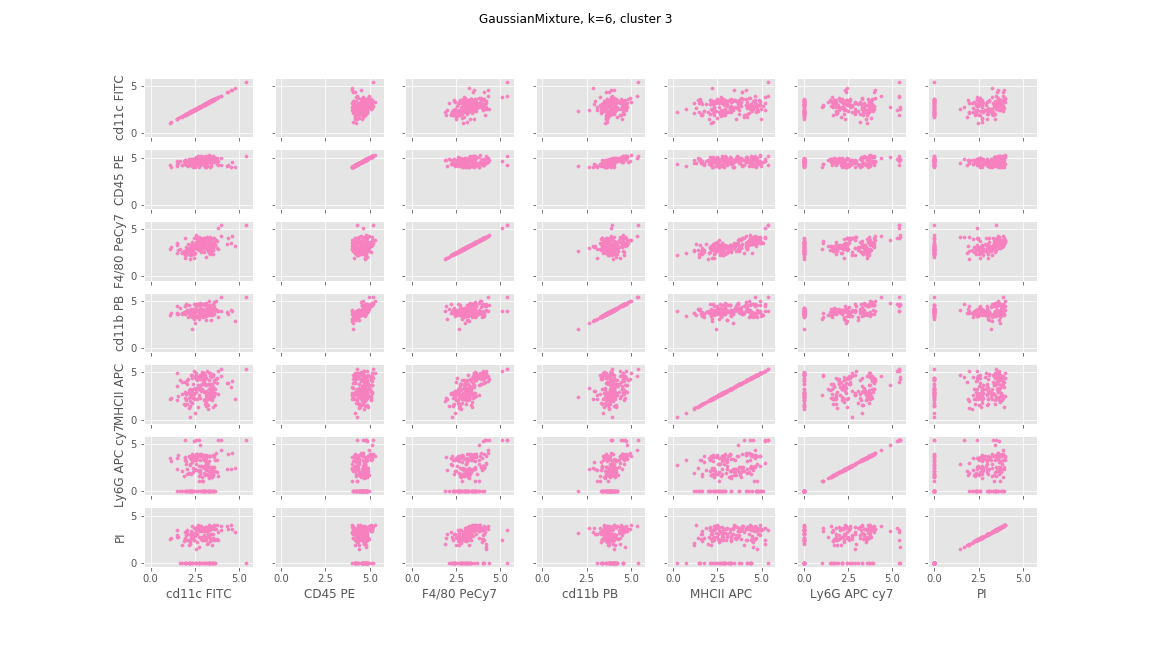 GaussianMixture, k=6, cluster 3
cd11c FITC
5
0
CD45 PE
5
0
F4/80 PeCy7
5
0
cd11b PB
5
0
MHCII APC
5
0
Ly6G APC cy7
5
0
PI
5
0
0.0 2.5 5.0 0.0 2.5 5.0 0.0 2.5 5.0 0.0 2.5 5.0 0.0 2.5 5.0 0.0 2.5 5.0 0.0 2.5 5.0
cd11c FITC CD45 PE F4/80 PeCy7 cd11b PB MHCII APC Ly6G APC cy7 PI